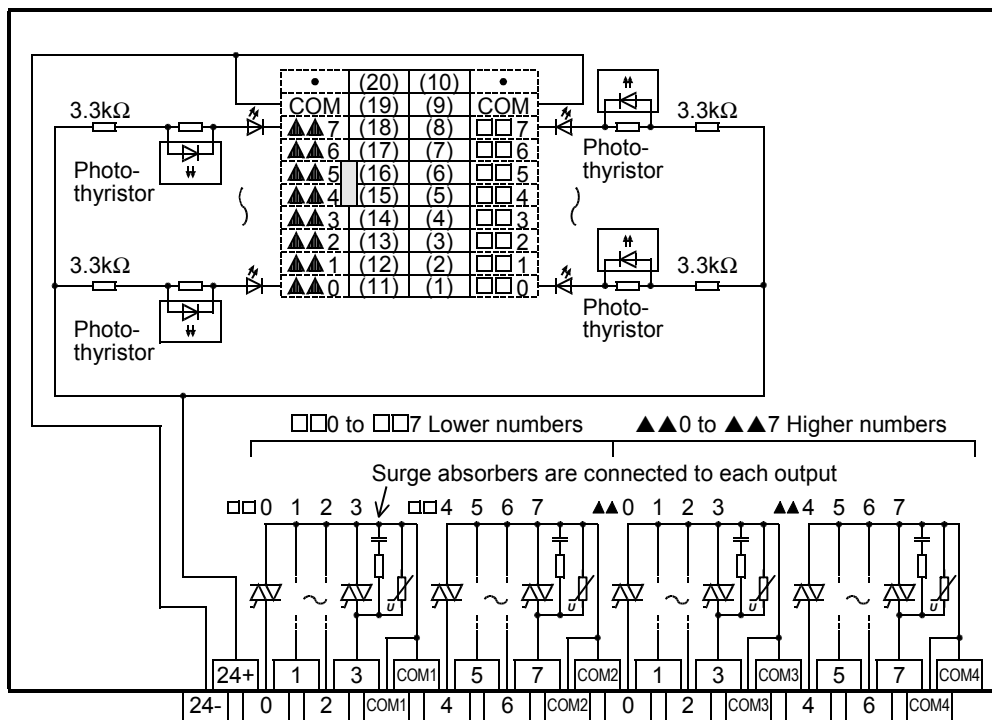 • (20) (10) •
COM (19) (9) COM
▲▲7 (18) (8) □□7
▲▲6 (17) (7) □□6
▲▲5 (16) (6) □□5
▲▲4 (15) (5) □□4
▲▲3 (14) (4) □□3
▲▲2 (13) (3) □□2
▲▲1 (12) (2) □□1
▲▲0 (11) (1) □□0
3.3kΩ
Photo-
thyristor
3.3kΩ
Photo-
thyristor
3.3kΩ
Photo-
thyristor
3.3kΩ
Photo-
thyristor
□□0 to □□7 Lower numbers ▲▲0 to ▲▲7 Higher numbers
Surge absorbers are connected to each output
□□0 1 2 3 □□4 5 6 7 ▲▲0 1 2 3 ▲▲4 5 6 7
U U U U
24+ 1 3 COM1 5 7 COM2 1 3 COM3 5 7 COM4
24- 0 2 COM1 4 6 COM2 0 2 COM3 4 6 COM4